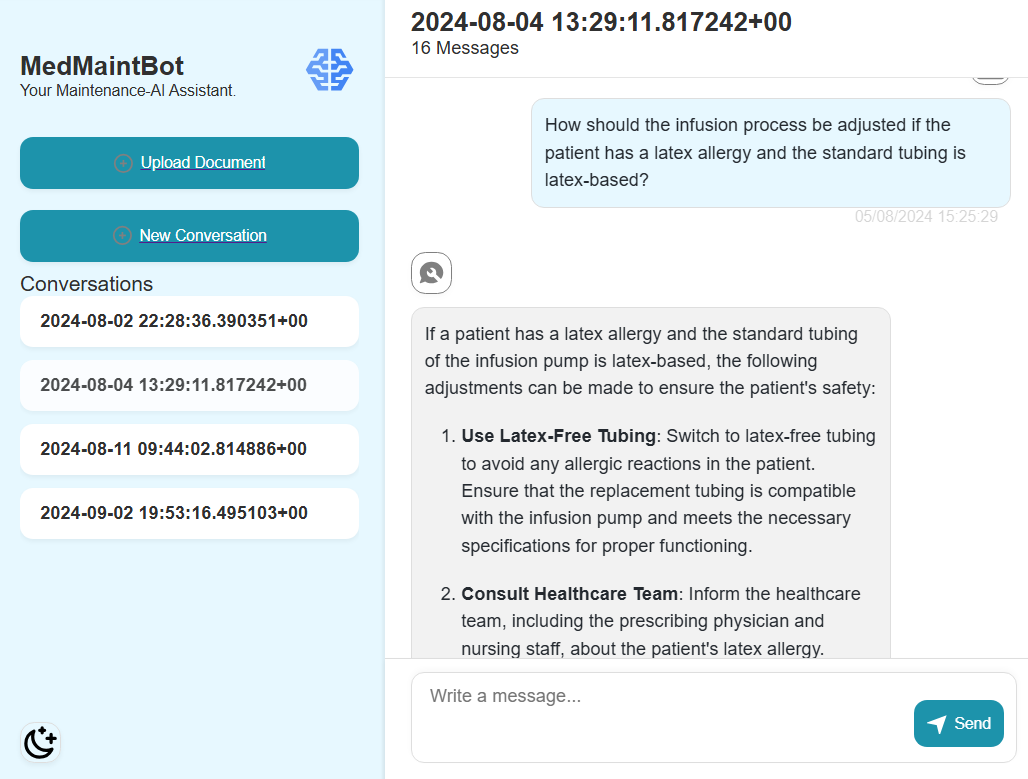 MedMaintBot
Your Maintenance-AI Assistant.
Upload Document
New Conversation
Conversations
2024-08-02 22:28:36.390351+00
2024-08-04 13:29:11.817242+00
2024-08-11 09:44:02.814886+00
2024-09-02 19:53:16.495103+00
2024-08-04 13:29:11.817242+00
16 Messages
How should the infusion process be adjusted if the
patient has a latex allergy and the standard tubing is
latex-based?
05/08/2024 15:25:29
If a patient has a latex allergy and the standard tubing
of the infusion pump is latex-based, the following
adjustments can be made to ensure the patient's safety:
1. Use Latex-Free Tubing: Switch to latex-free tubing
to avoid any allergic reactions in the patient.
Ensure that the replacement tubing is compatible
with the infusion pump and meets the necessary
specifications for proper functioning.
2. Consult Healthcare Team: Inform the healthcare
team, including the prescribing physician and
nursing staff, about the patient's latex allergy.
Write a message...
Send